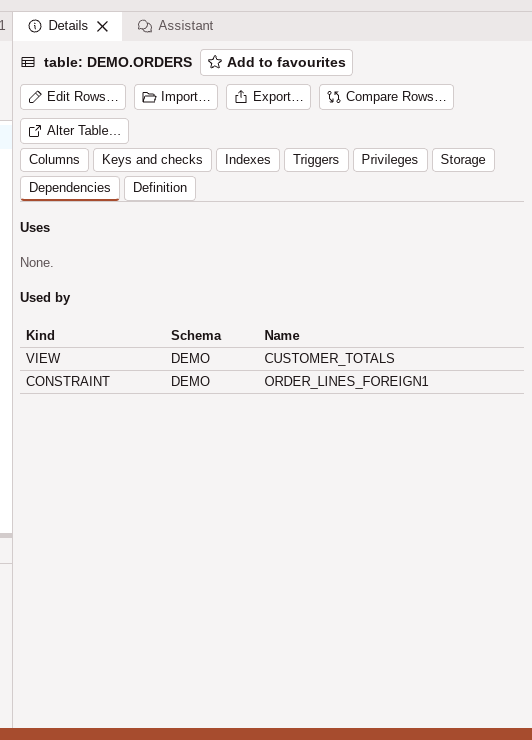 1
Details
Assistant
table: DEMO.ORDERS
Add to favourites
Edit Rows…
Import…
Export…
Compare Rows…
Alter Table…
Columns
Keys and checks
Indexes
Triggers
Privileges
Storage
Dependencies
Definition
Uses
None.
Used by
Kind Schema Name
VIEW DEMO CUSTOMER_TOTALS
CONSTRAINT DEMO ORDER_LINES_FOREIGN1